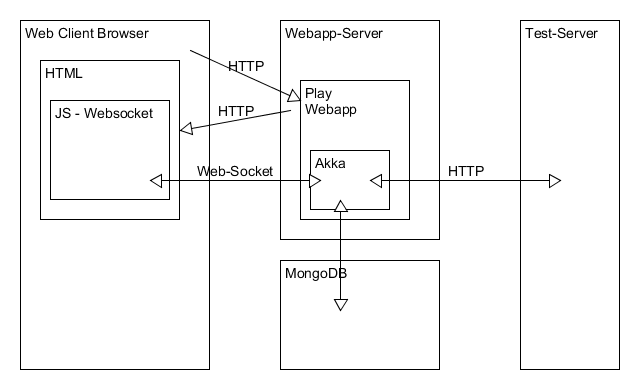 Web Client Browser
Webapp-Server
Test-Server
HTML
HTTP
Play
Webapp
HTTP
JS - Websocket
Akka
Web-Socket
HTTP
MongoDB